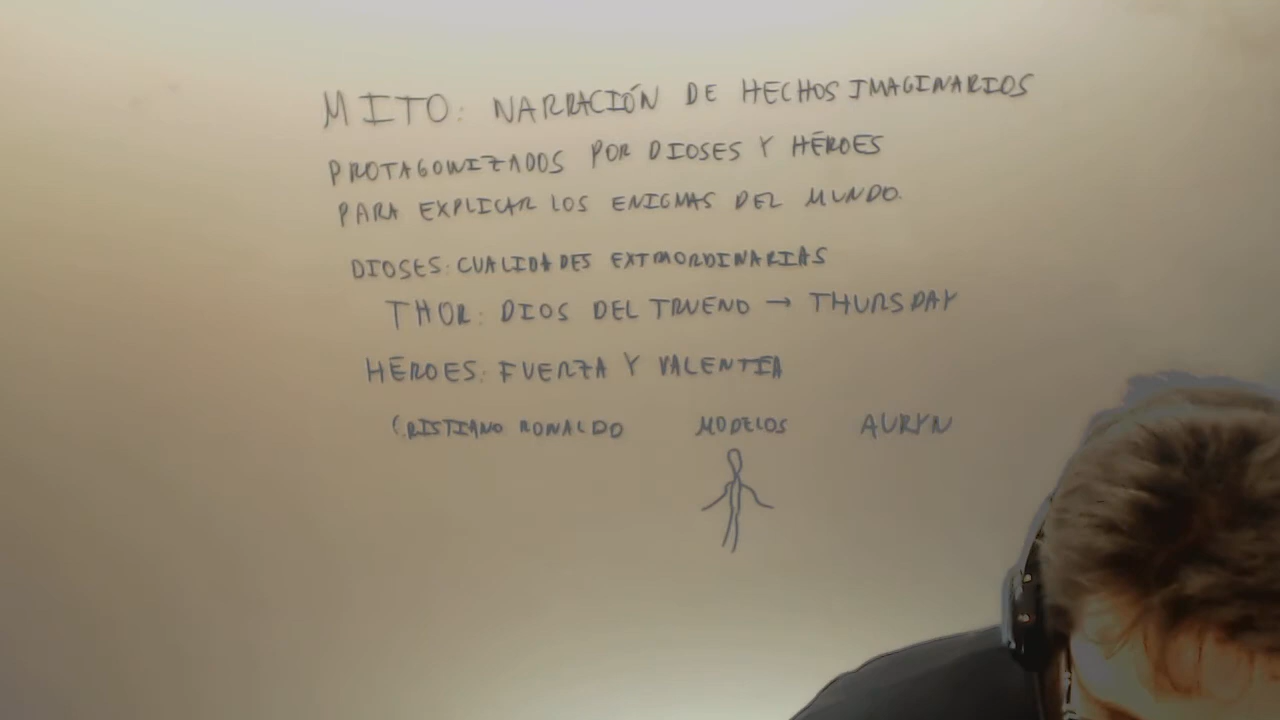 MITO: NARRACIÓN DE HECHOS IMAGINARIOS
PROTAGONIZADOS POR DIOSES Y HÉROES
PARA EXPLICAR LOS ENIGMAS DEL MUNDO.
DIOSES: CUALIDADES EXTRAORDINARIAS
THOR: DIOS DEL TRUENO → THURSDAY
HÉROES: FUERZA Y VALENTÍA
CRISTIANO RONALDO MODELOS AURYN